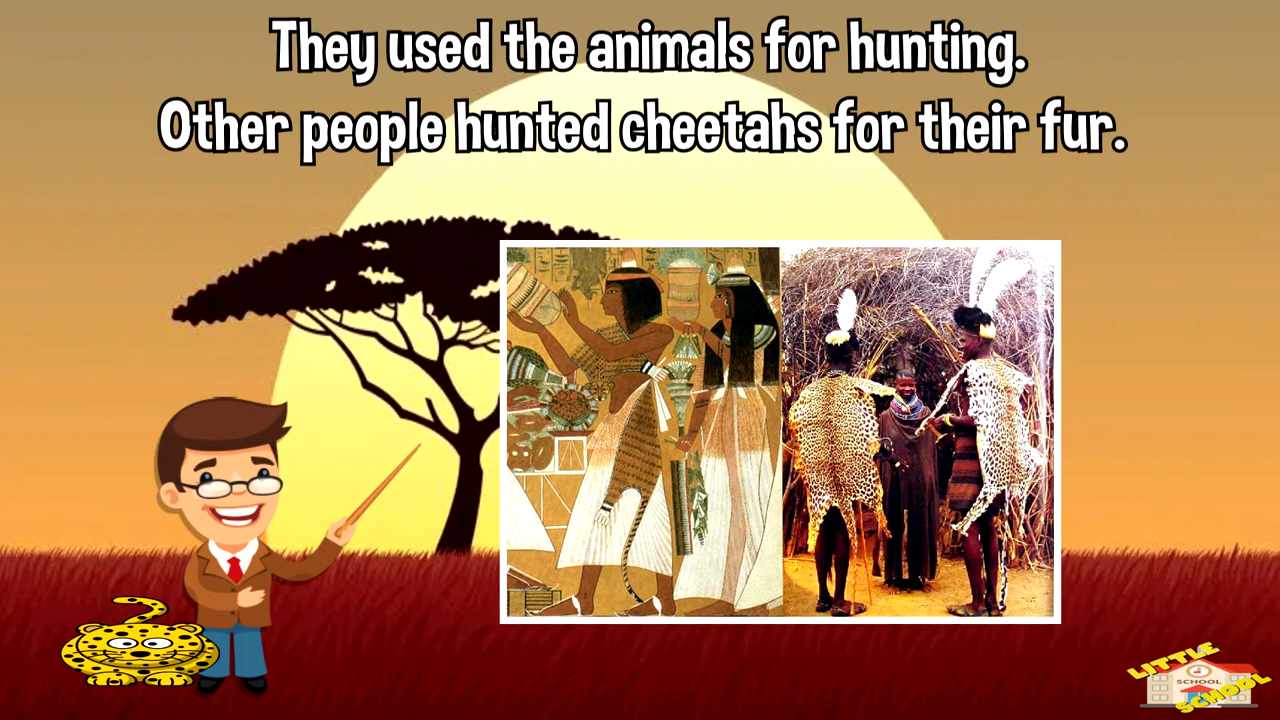 They used the animals for hunting.
Other people hunted cheetahs for their fur.
LITTLE
SCHOOL
SCHOOL